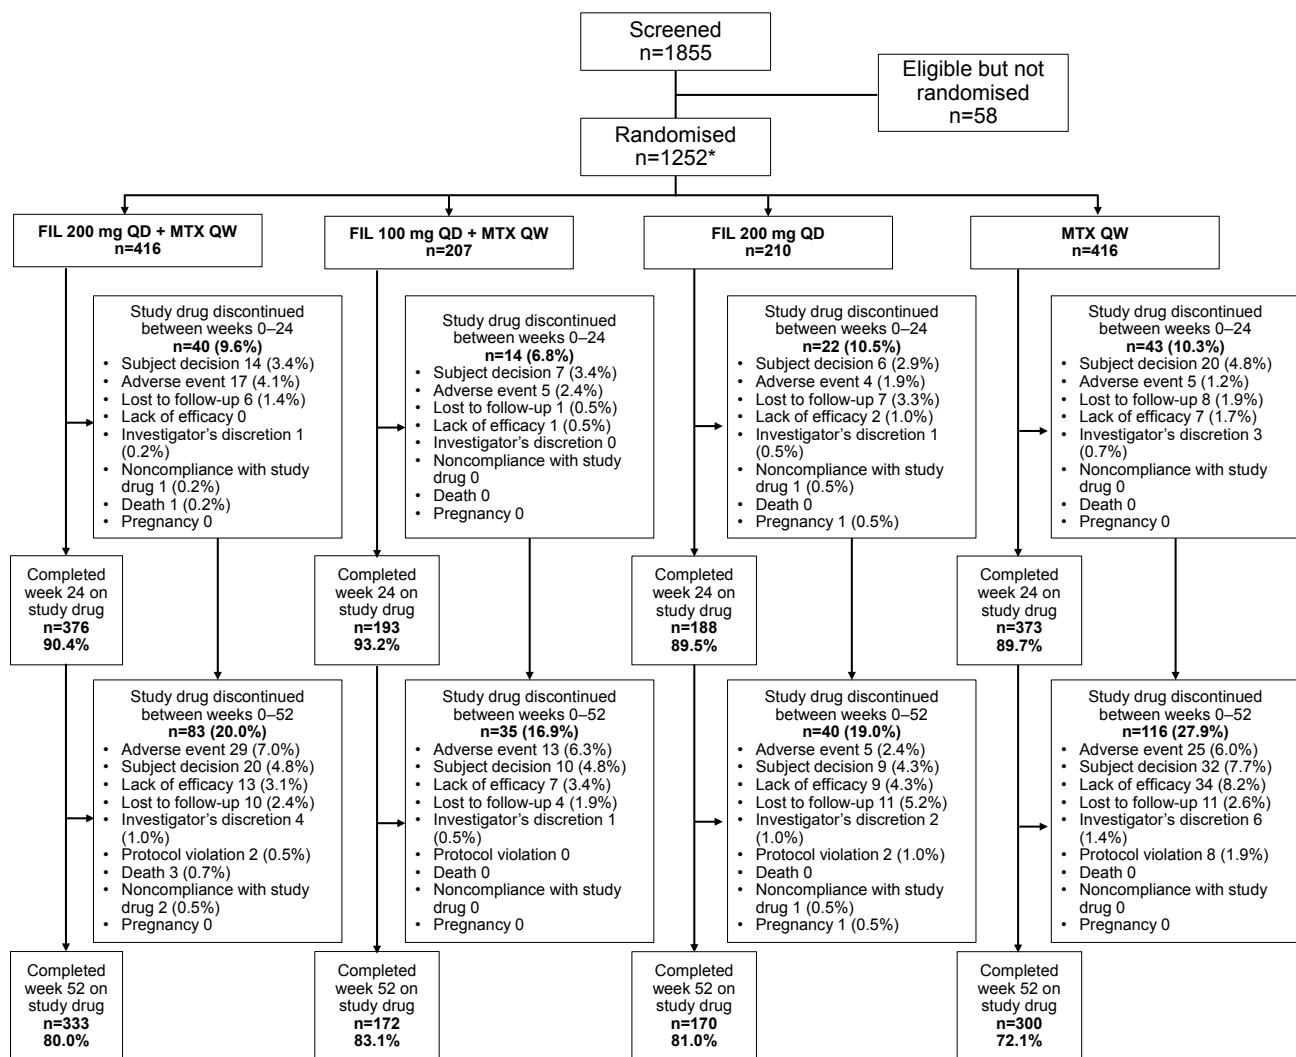 Screened
n=1855
Eligible but not
randomised
n=58
Randomised
n=1252*
FIL 200 mg QD + MTX QW
n=416
FIL 100 mg QD + MTX QW
n=207
FIL 200 mg QD
n=210
MTX QW
n=416
Study drug discontinued
between weeks 0–24
n=40 (9.6%)
• Subject decision 14 (3.4%)
• Adverse event 17 (4.1%)
• Lost to follow-up 6 (1.4%)
• Lack of efficacy 0
• Investigator’s discretion 1
(0.2%)
• Noncompliance with study
drug 1 (0.2%)
• Death 1 (0.2%)
• Pregnancy 0
Study drug discontinued
between weeks 0–24
n=14 (6.8%)
• Subject decision 7 (3.4%)
• Adverse event 5 (2.4%)
• Lost to follow-up 1 (0.5%)
• Lack of efficacy 1 (0.5%)
• Investigator’s discretion 0
• Noncompliance with study
drug 0
• Death 0
• Pregnancy 0
Study drug discontinued
between weeks 0–24
n=22 (10.5%)
• Subject decision 6 (2.9%)
• Adverse event 4 (1.9%)
• Lost to follow-up 7 (3.3%)
• Lack of efficacy 2 (1.0%)
• Investigator’s discretion 1
(0.5%)
• Noncompliance with study
drug 1 (0.5%)
• Death 0
• Pregnancy 1 (0.5%)
Study drug discontinued
between weeks 0–24
n=43 (10.3%)
• Subject decision 20 (4.8%)
• Adverse event 5 (1.2%)
• Lost to follow-up 8 (1.9%)
• Lack of efficacy 7 (1.7%)
• Investigator’s discretion 3
(0.7%)
• Noncompliance with study
drug 0
• Death 0
• Pregnancy 0
Completed
week 24 on
study drug
n=376
90.4%
Completed
week 24 on
study drug
n=193
93.2%
Completed
week 24 on
study drug
n=188
89.5%
Completed
week 24 on
study drug
n=373
89.7%
Study drug discontinued
between weeks 0–52
n=83 (20.0%)
• Adverse event 29 (7.0%)
• Subject decision 20 (4.8%)
• Lack of efficacy 13 (3.1%)
• Lost to follow-up 10 (2.4%)
• Investigator’s discretion 4
(1.0%)
• Protocol violation 2 (0.5%)
• Death 3 (0.7%)
• Noncompliance with study
drug 2 (0.5%)
• Pregnancy 0
Study drug discontinued
between weeks 0–52
n=35 (16.9%)
• Adverse event 13 (6.3%)
• Subject decision 10 (4.8%)
• Lack of efficacy 7 (3.4%)
• Lost to follow-up 4 (1.9%)
• Investigator’s discretion 1
(0.5%)
• Protocol violation 0
• Death 0
• Noncompliance with study
drug 0
• Pregnancy 0
Study drug discontinued
between weeks 0–52
n=40 (19.0%)
• Adverse event 5 (2.4%)
• Subject decision 9 (4.3%)
• Lack of efficacy 9 (4.3%)
• Lost to follow-up 11 (5.2%)
• Investigator’s discretion 2
(1.0%)
• Protocol violation 2 (1.0%)
• Death 0
• Noncompliance with study
drug 1 (0.5%)
• Pregnancy 1 (0.5%)
Study drug discontinued
between weeks 0–52
n=116 (27.9%)
• Adverse event 25 (6.0%)
• Subject decision 32 (7.7%)
• Lack of efficacy 34 (8.2%)
• Lost to follow-up 11 (2.6%)
• Investigator’s discretion 6
(1.4%)
• Protocol violation 8 (1.9%)
• Death 0
• Noncompliance with study
drug 0
• Pregnancy 0
Completed
week 52 on
study drug
n=333
80.0%
Completed
week 52 on
study drug
n=172
83.1%
Completed
week 52 on
study drug
n=170
81.0%
Completed
week 52 on
study drug
n=300
72.1%